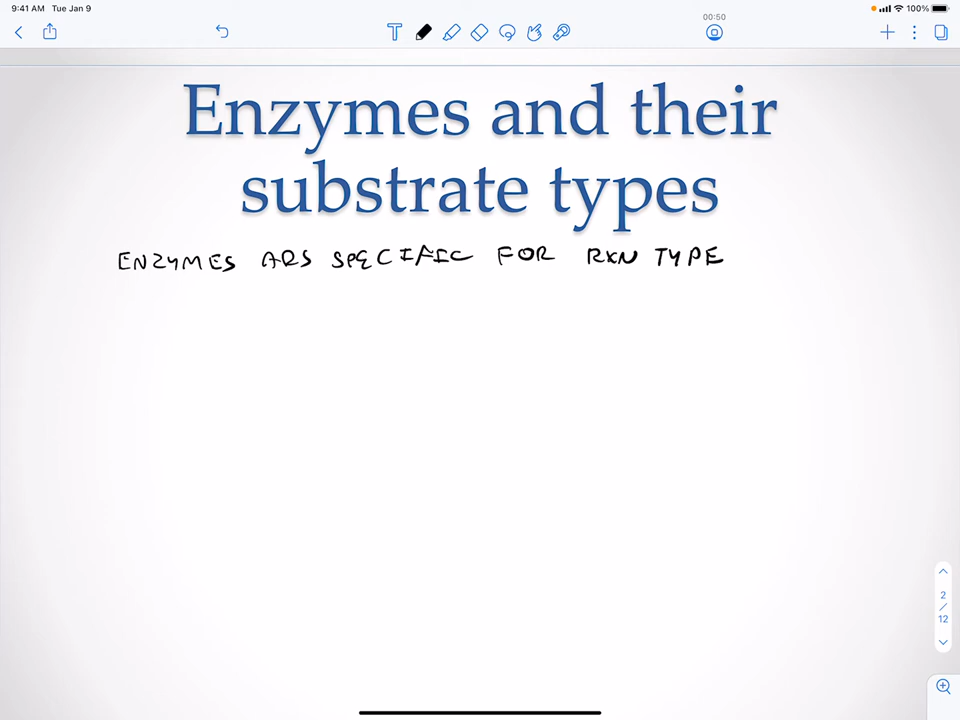 9:41 AM Tue Jan 9
00:50
100%
Enzymes and their
substrate types
ENZYMES ARE SPECIFIC FOR RXN TYPE
2
/
12